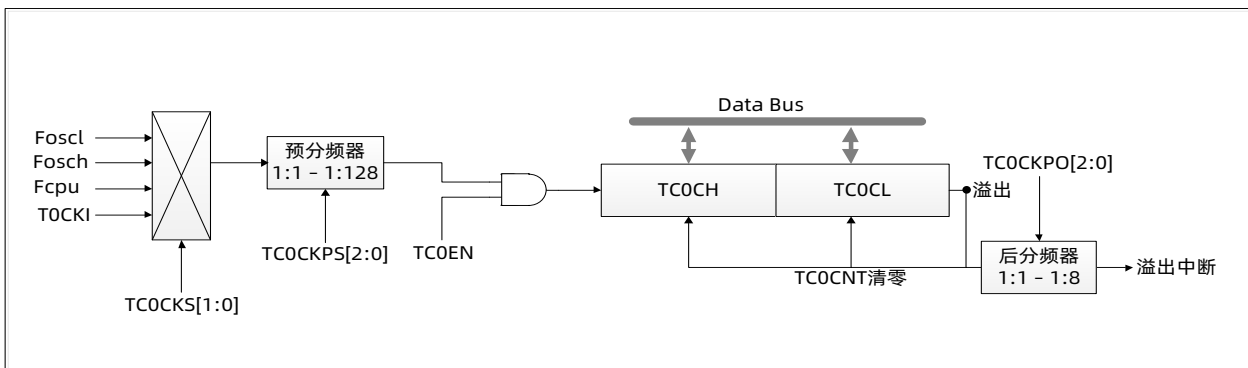 Data Bus
Foscl
Fosch
Fcpu
T0CKI
预分频器
1:1 - 1:128
TC0CH
TC0CL
TC0CKPO[2:0]
溢出
TC0CKPS[2:0]
TC0EN
TC0CNT清零
后分频器
1:1 - 1:8
溢出中断
TC0CKS[1:0]